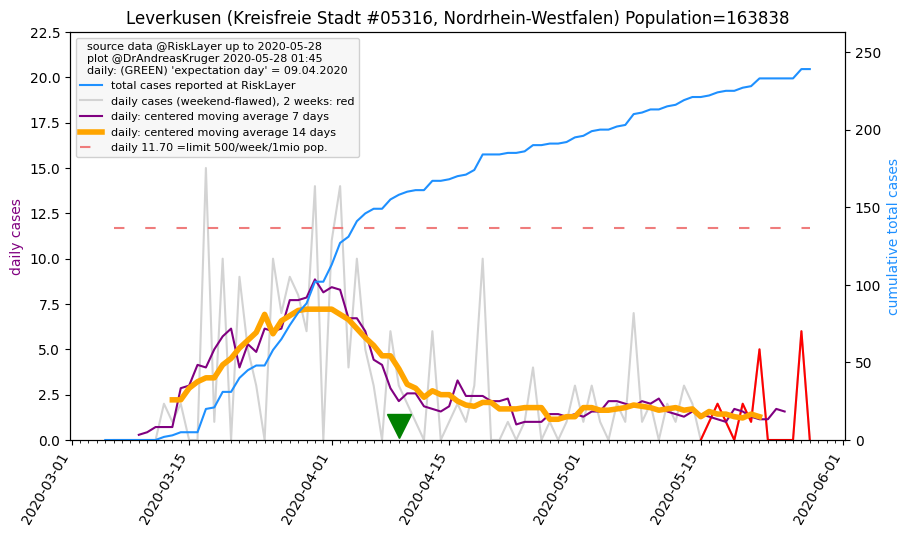 Leverkusen (Kreisfreie Stadt #05316, Nordrhein-Westfalen) Population=163838
source data @RiskLayer up to 2020-05-28
plot @DrAndreasKruger 2020-05-28 01:45
daily: (GREEN) 'expectation day' = 09.04.2020
total cases reported at RiskLayer
daily cases (weekend-flawed), 2 weeks: red
daily: centered moving average 7 days
daily: centered moving average 14 days
daily 11.70 =limit 500/week/1mio pop.
daily cases
22.5
20.0
17.5
15.0
12.5
10.0
7.5
5.0
2.5
0.0
cumulative total cases
250
200
150
100
50
0
2020-03-01
2020-03-15
2020-04-01
2020-04-15
2020-05-01
2020-05-15
2020-06-01